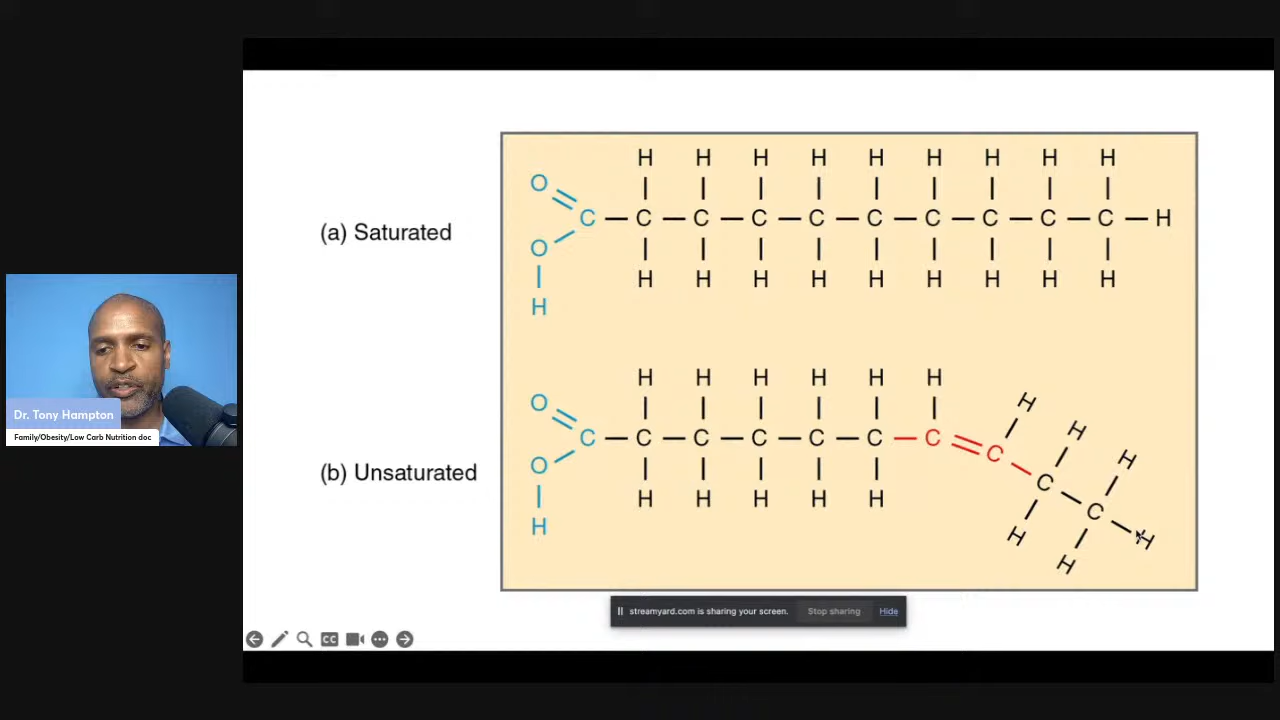 H H H H H H H H H
O
(a) Saturated
C — C — C — C — C — C — C — C — C — C — H
O
H H H H H H H H H
H
H H H H H H
O H
H
C — C — C — C — C — C — C = C
H
O
(b) Unsaturated
C
H H H H H
C
H
H H
H
Dr. Tony Hampton
Family/Obesity/Low Carb Nutrition doc
streamyard.com is sharing your screen. Stop sharing Hide
CC